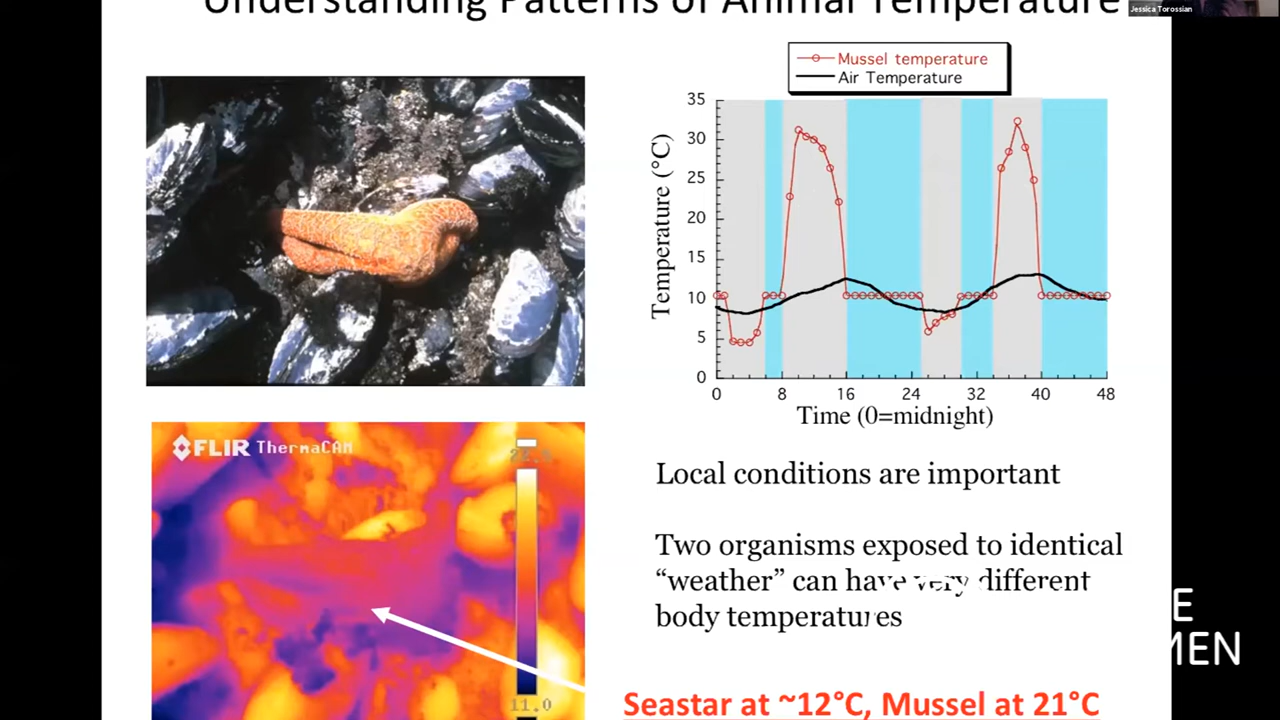 Understanding Patterns of Animal Temperature
Jessica Torossian
Mussel temperature
Air Temperature
35
30
25
20
15
10
5
0
Temperature (°C)
0 8 16 24 32 40 48
Time (0=midnight)
FLIR ThermaCAM
11.0
Local conditions are important
Two organisms exposed to identical
“weather” can have very different
body temperatures
Seastar at ~12°C, Mussel at 21°C
E
MEN